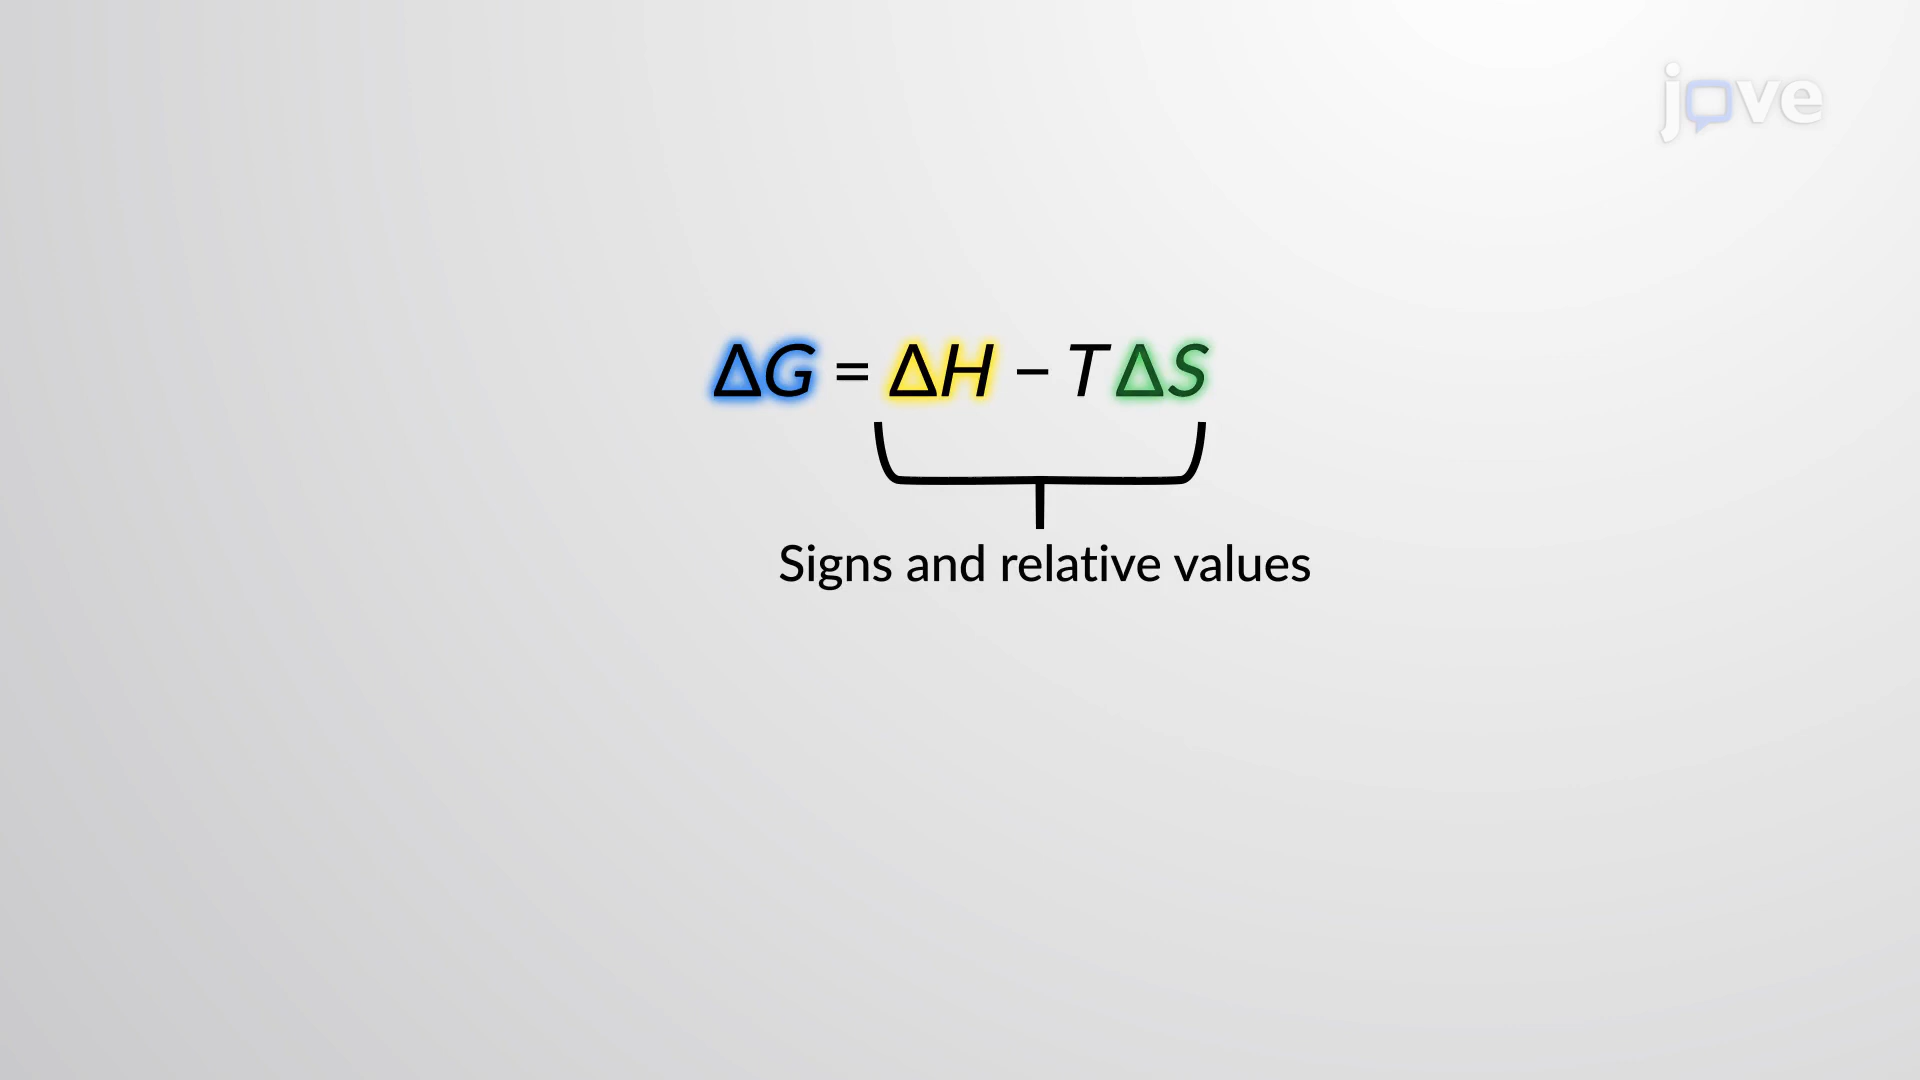 jove
ΔG = ΔH − TΔS
Signs and relative values